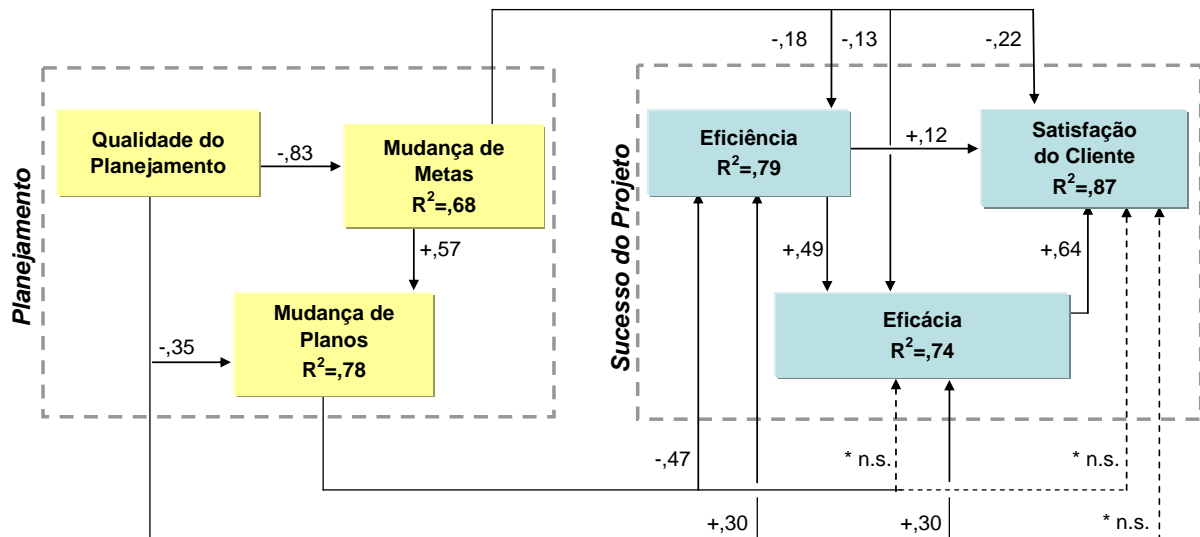 -,18
-,13
-,22
Qualidade do
Planejamento
-,83
Mudança de
Metas
R²=,68
Eficiência
R²=,79
+,12
Satisfação
do Cliente
R²=,87
Planejamento
+,57
Sucesso do Projeto
+,49
+,64
Mudança de
Planos
R²=,78
-,35
Eficácia
R²=,74
-,47
* n.s.
* n.s.
+,30
+,30
* n.s.